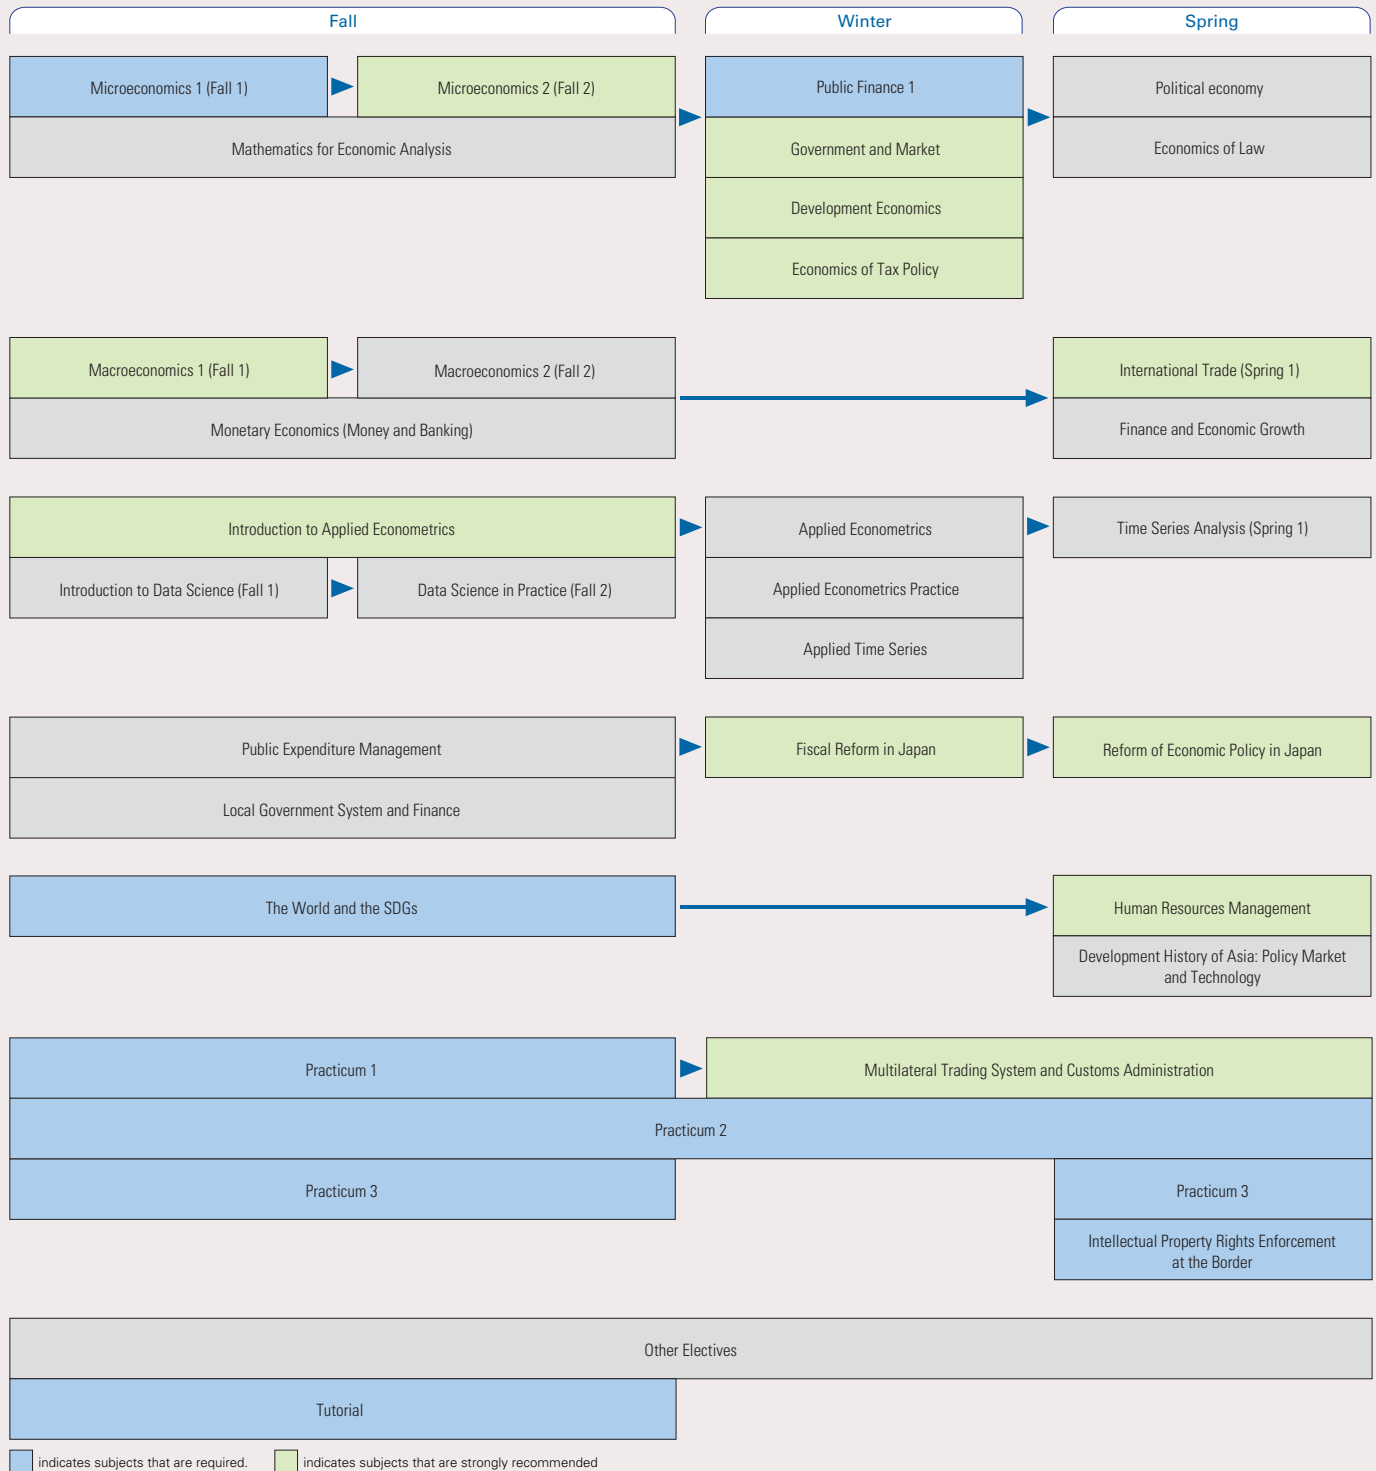 Fall
Winter
Spring
Microeconomics 1 (Fall 1)
Microeconomics 2 (Fall 2)
Public Finance 1
Political economy
Mathematics for Economic Analysis
Government and Market
Economics of Law
Development Economics
Economics of Tax Policy
Macroeconomics 1 (Fall 1)
Macroeconomics 2 (Fall 2)
International Trade (Spring 1)
Monetary Economics (Money and Banking)
Finance and Economic Growth
Introduction to Applied Econometrics
Applied Econometrics
Time Series Analysis (Spring 1)
Introduction to Data Science (Fall 1)
Data Science in Practice (Fall 2)
Applied Econometrics Practice
Applied Time Series
Public Expenditure Management
Fiscal Reform in Japan
Reform of Economic Policy in Japan
Local Government System and Finance
The World and the SDGs
Human Resources Management
Development History of Asia: Policy Market
and Technology
Practicum 1
Multilateral Trading System and Customs Administration
Practicum 2
Practicum 3
Practicum 3
Intellectual Property Rights Enforcement
at the Border
Other Electives
Tutorial
indicates subjects that are required.
indicates subjects that are strongly recommended